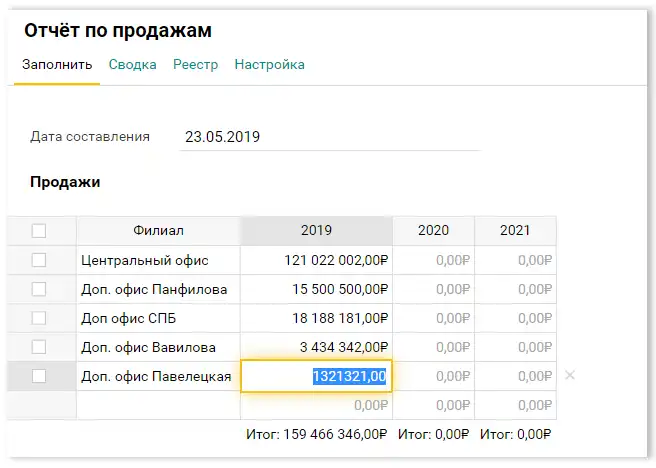 Отчёт по продажам
Заполнить Сводка Реестр Настройка
Дата составления 23.05.2019
Продажи
Филиал 2019 2020 2021
Центральный офис 121 022 002,00₽ 0,00₽ 0,00₽
Доп. офис Панфилова 15 500 500,00₽ 0,00₽ 0,00₽
Доп офис СПБ 18 188 181,00₽ 0,00₽ 0,00₽
Доп. офис Вавилова 3 434 342,00₽ 0,00₽ 0,00₽
Доп. офис Павелецкая 1321321,00 0,00₽ 0,00₽
0,00₽ 0,00₽ 0,00₽
Итог: 159 466 346,00₽ Итог: 0,00₽ Итог: 0,00₽